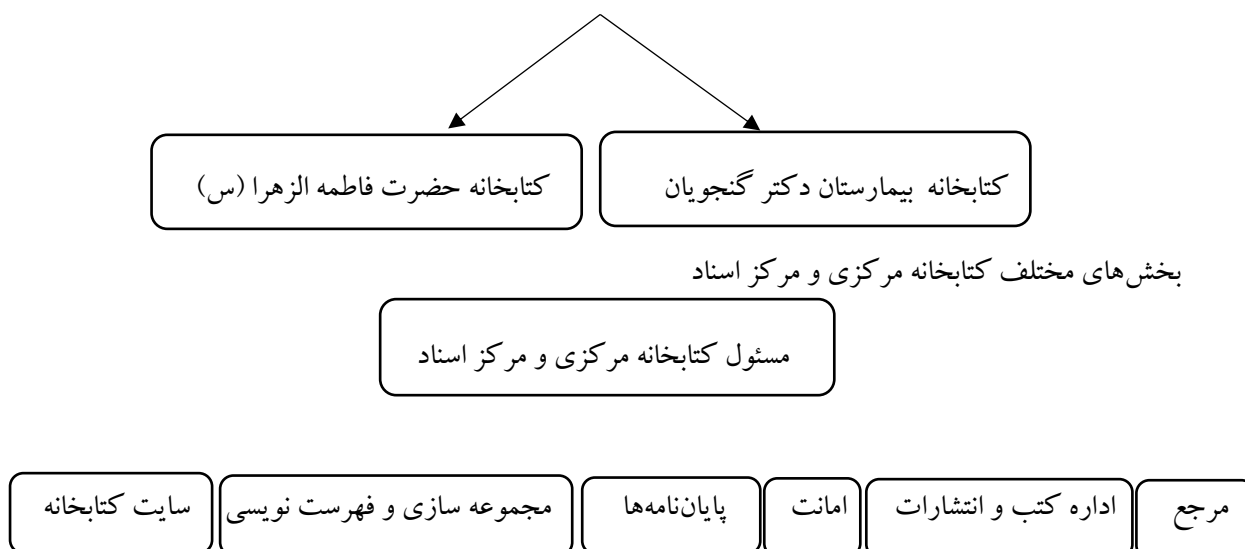 کتابخانه بیمارستان دکتر گنجویان
کتابخانه حضرت فاطمه الزهرا (س)
بخش‌های مختلف کتابخانه مرکزی و مرکز اسناد
مسئول کتابخانه مرکزی و مرکز اسناد
مرجع
اداره کتب و انتشارات
امانت
پایان‌نامه‌ها
مجموعه سازی و فهرست نویسی
سایت کتابخانه